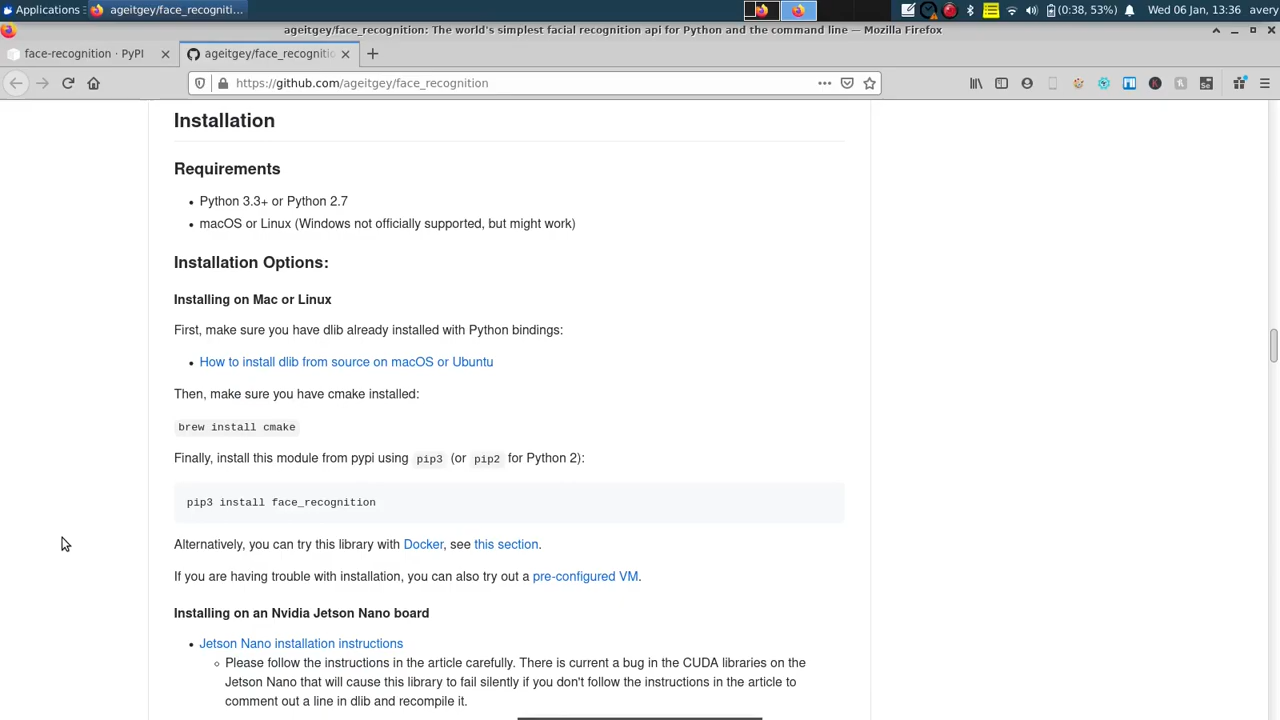 Applications
ageitgey/face_recogniti...
(0:38, 53%)
Wed 06 Jan, 13:36
avery
ageitgey/face_recognition: The world's simplest facial recognition api for Python and the command line — Mozilla Firefox
face-recognition · PyPI
ageitgey/face_recognitio
https://github.com/ageitgey/face_recognition
Installation
Requirements
Python 3.3+ or Python 2.7
macOS or Linux (Windows not officially supported, but might work)
Installation Options:
Installing on Mac or Linux
First, make sure you have dlib already installed with Python bindings:
How to install dlib from source on macOS or Ubuntu
Then, make sure you have cmake installed:
brew install cmake
Finally, install this module from pypi using pip3 (or pip2 for Python 2):
pip3 install face_recognition
Alternatively, you can try this library with Docker, see this section.
If you are having trouble with installation, you can also try out a pre-configured VM.
Installing on an Nvidia Jetson Nano board
Jetson Nano installation instructions
Please follow the instructions in the article carefully. There is current a bug in the CUDA libraries on the
Jetson Nano that will cause this library to fail silently if you don't follow the instructions in the article to
comment out a line in dlib and recompile it.